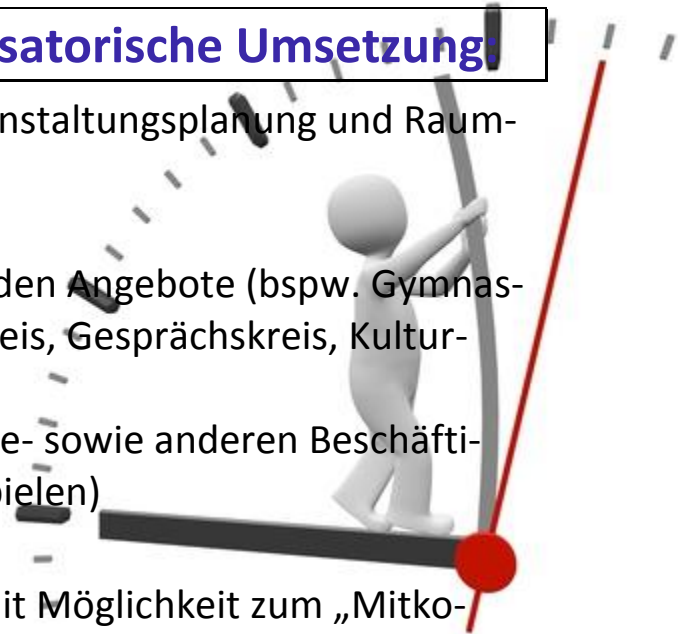 satorische Umsetzung:
nstaltungsplanung und Raum-
den Angebote (bspw. Gymnas-
eis, Gesprächskreis, Kultur-
e- sowie anderen Beschäfti-
pielen)
it Möglichkeit zum „Mitko-